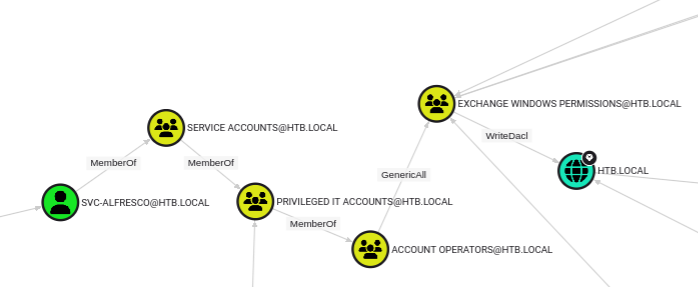 EXCHANGE WINDOWS PERMISSIONS@HTB.LOCAL
SERVICE ACCOUNTS@HTB.LOCAL
WriteDacl
MemberOf
MemberOf
HTB.LOCAL
GenericAll
SVC-ALFRESCO@HTB.LOCAL
PRIVILEGED IT ACCOUNTS@HTB.LOCAL
MemberOf
ACCOUNT OPERATORS@HTB.LOCAL